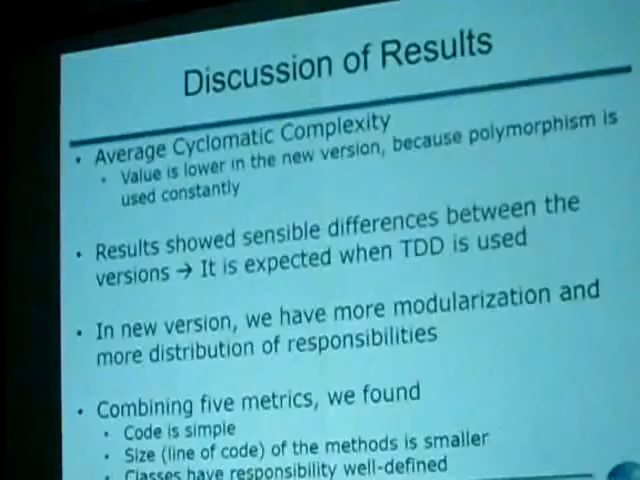 Discussion of Results
• Average Cyclomatic Complexity
• Value is lower in the new version, because polymorphism is
used constantly
• Results showed sensible differences between the
versions → It is expected when TDD is used
• In new version, we have more modularization and
more distribution of responsibilities
• Combining five metrics, we found
• Code is simple
• Size (line of code) of the methods is smaller
• Classes have responsibility well-defined